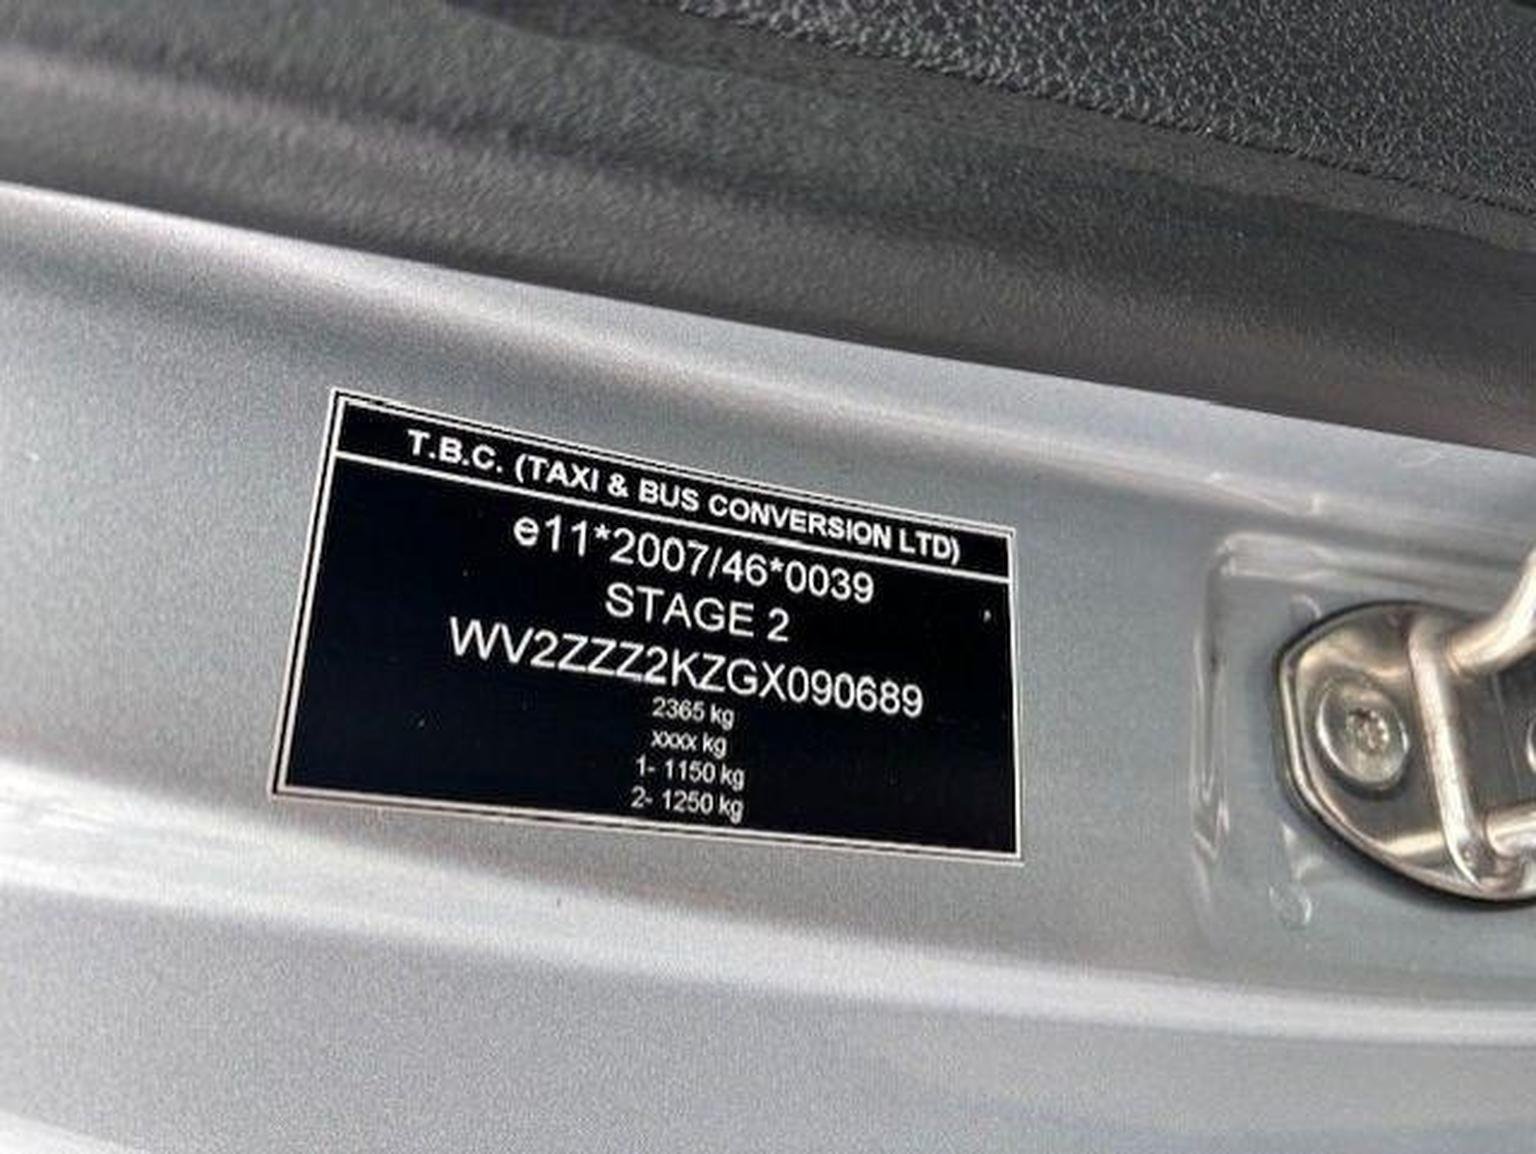 T.B.C. (TAXI & BUS CONVERSION LTD)
e11*2007/46*0039
STAGE 2
WV2ZZZ2KZGX090689
2365 kg
xxxx kg
1- 1150 kg
2- 1250 kg